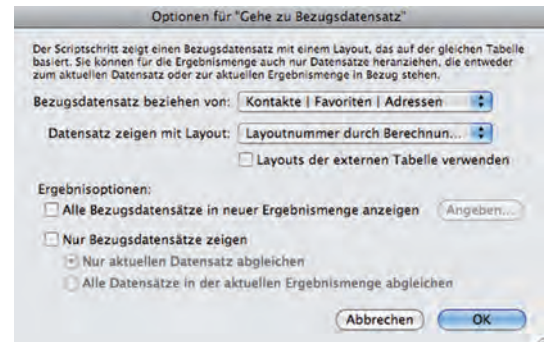 Optionen für "Gehe zu Bezugsdatensatz"
Der Scriptschritt zeigt einen Bezugsdatensatz mit einem Layout, das auf der gleichen Tabelle
basiert. Sie können für die Ergebnismenge auch nur Datensätze heranziehen, die entweder
zum aktuellen Datensatz oder zur aktuellen Ergebnismenge in Bezug stehen.
Bezugsdatensatz beziehen von: Kontakte | Favoriten | Adressen
Datensatz zeigen mit Layout: Layoutnummer durch Berechnun...
Layouts der externen Tabelle verwenden
Ergebnisoptionen:
Alle Bezugsdatensätze in neuer Ergebnismenge anzeigen Angeben...
Nur Bezugsdatensätze zeigen
Nur aktuellen Datensatz abgleichen
Alle Datensätze in der aktuellen Ergebnismenge abgleichen
Abbrechen OK